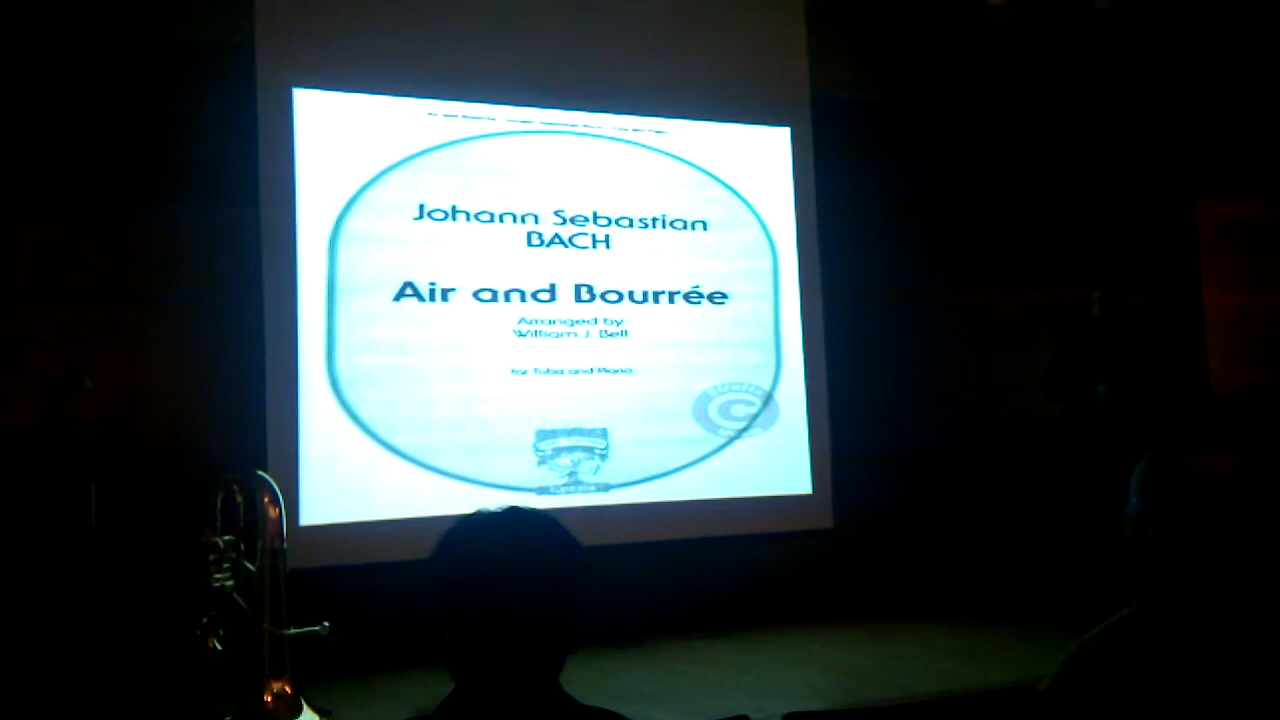 Johann Sebastian
BACH
Air and Bourrée
Arranged by
William J. Bell
for Tuba and Piano